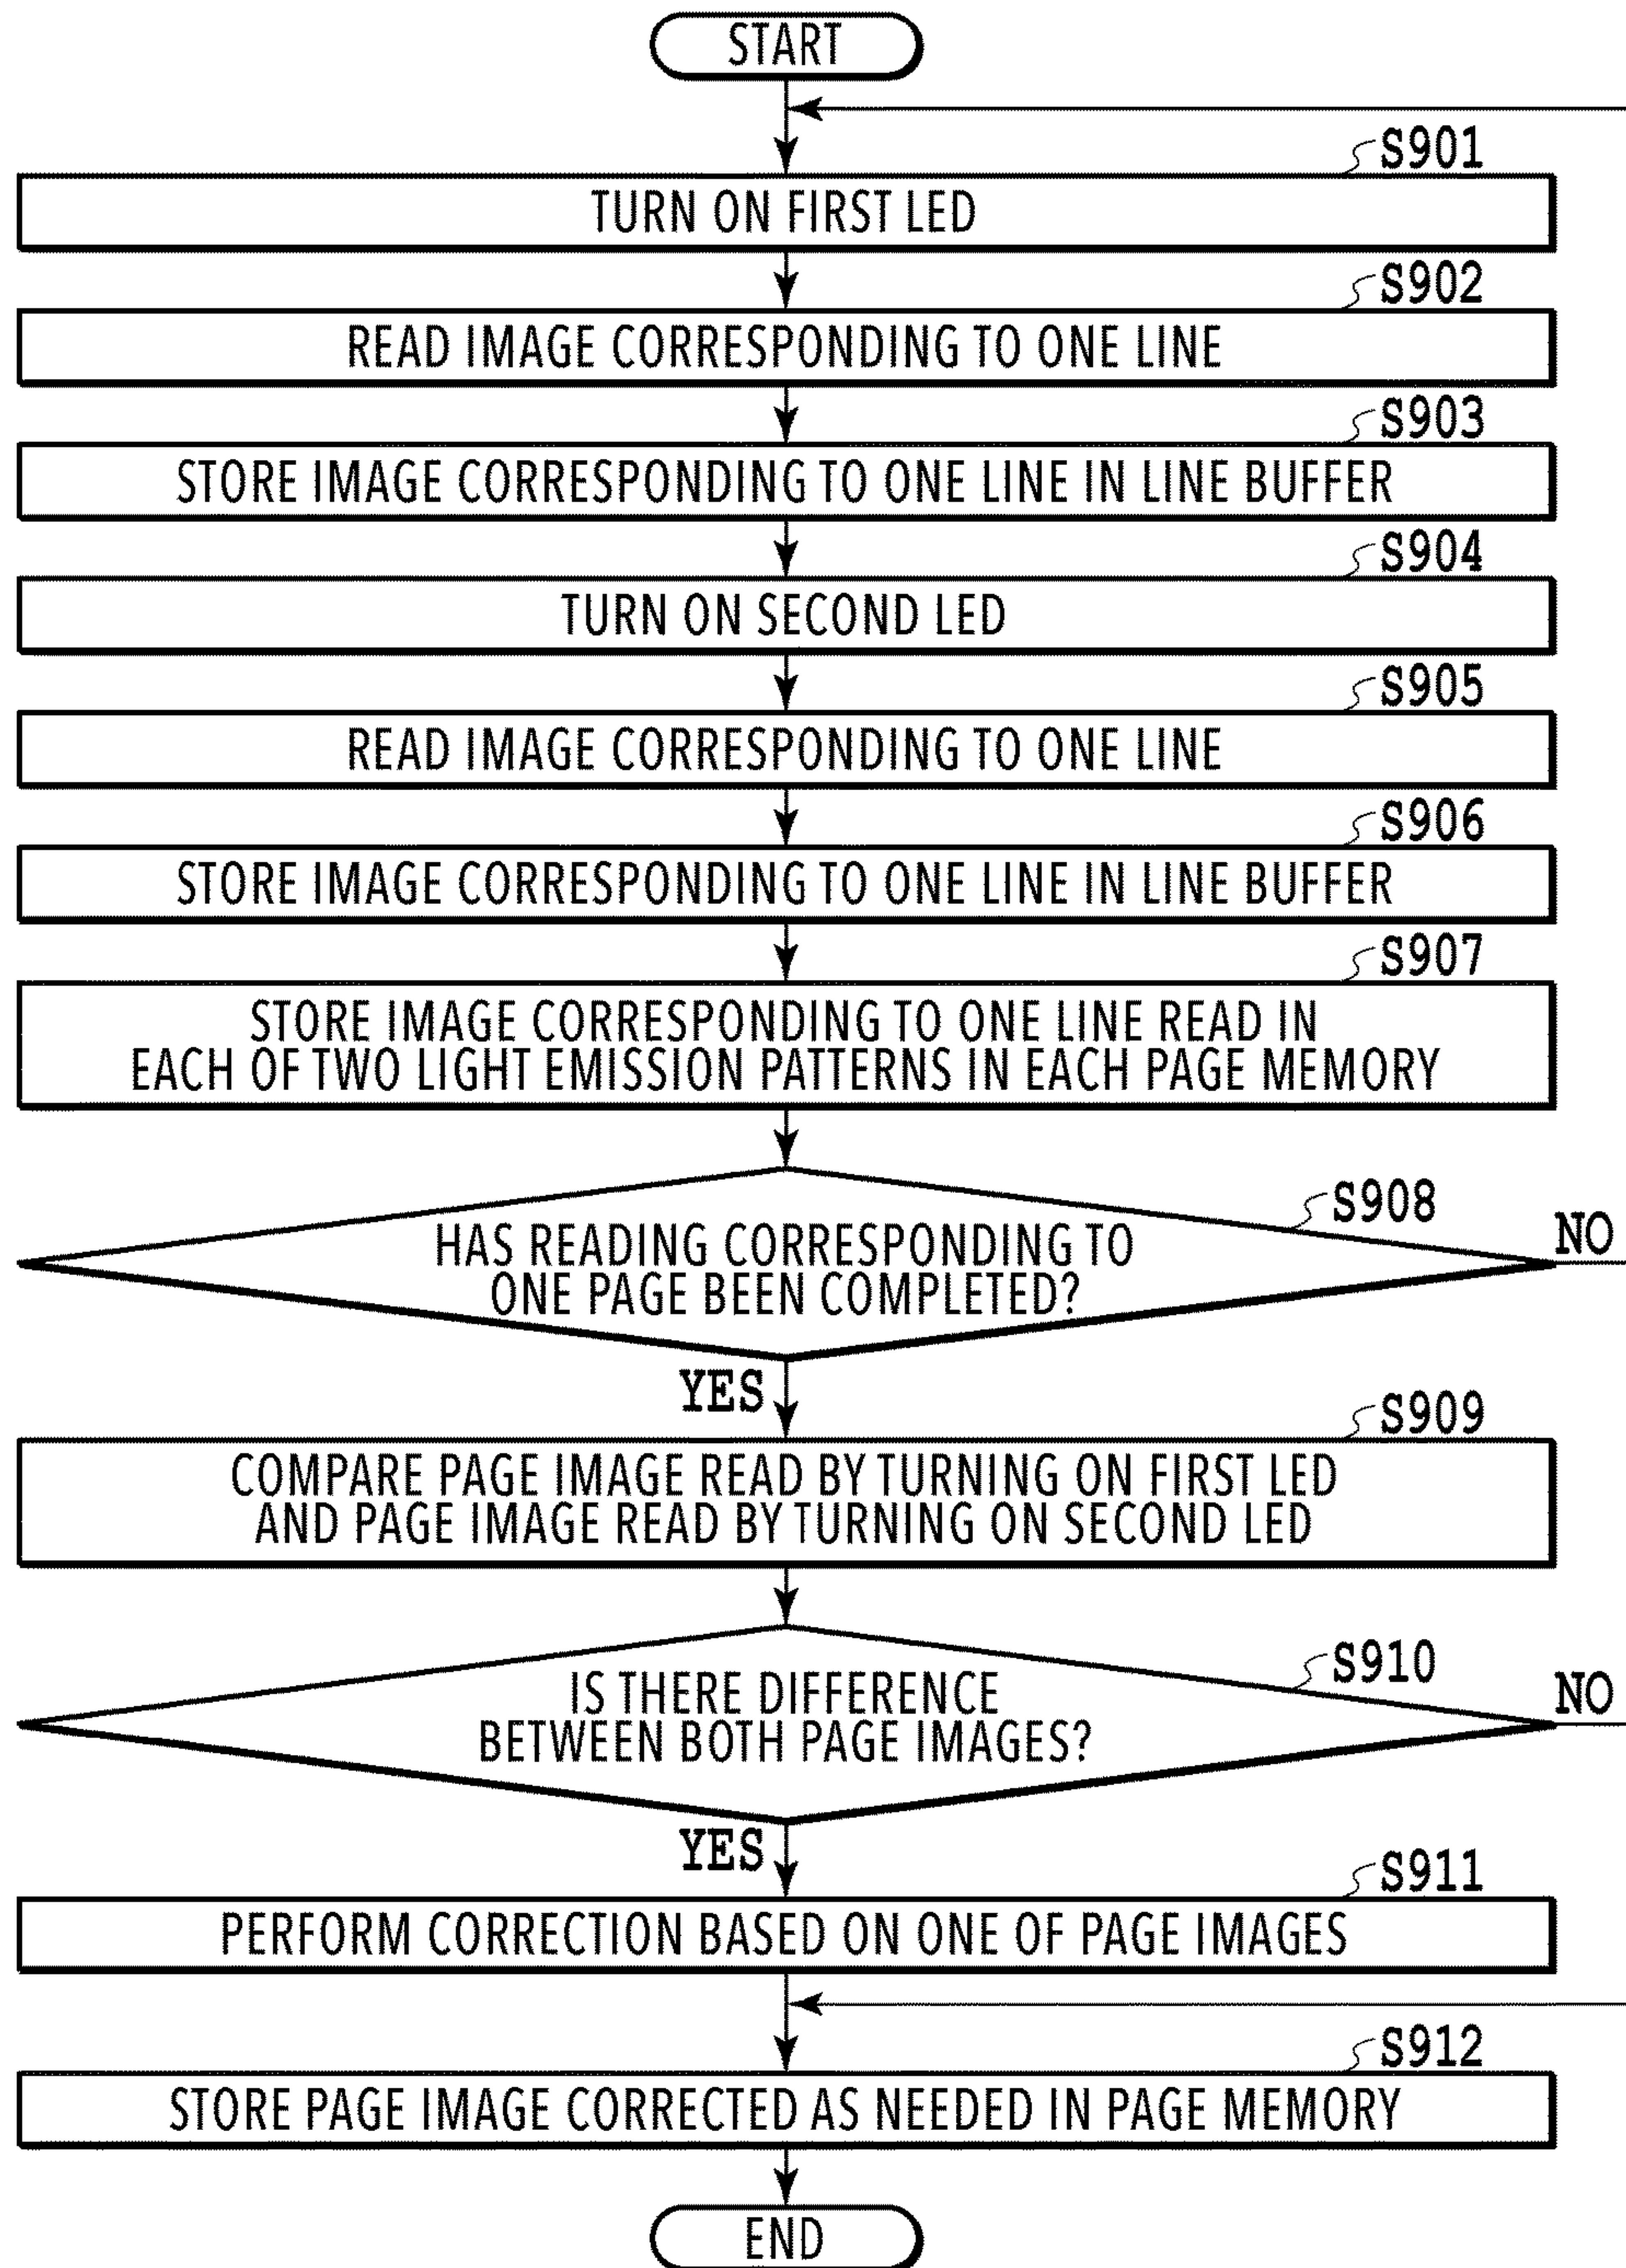 START
S901
TURN ON FIRST LED
S902
READ IMAGE CORRESPONDING TO ONE LINE
S903
STORE IMAGE CORRESPONDING TO ONE LINE IN LINE BUFFER
S904
TURN ON SECOND LED
S905
READ IMAGE CORRESPONDING TO ONE LINE
S906
STORE IMAGE CORRESPONDING TO ONE LINE IN LINE BUFFER
S907
STORE IMAGE CORRESPONDING TO ONE LINE READ IN
EACH OF TWO LIGHT EMISSION PATTERNS IN EACH PAGE MEMORY
S908
HAS READING CORRESPONDING TO
ONE PAGE BEEN COMPLETED?
NO
YES
S909
COMPARE PAGE IMAGE READ BY TURNING ON FIRST LED
AND PAGE IMAGE READ BY TURNING ON SECOND LED
S910
IS THERE DIFFERENCE
BETWEEN BOTH PAGE IMAGES?
NO
YES
S911
PERFORM CORRECTION BASED ON ONE OF PAGE IMAGES
S912
STORE PAGE IMAGE CORRECTED AS NEEDED IN PAGE MEMORY
END